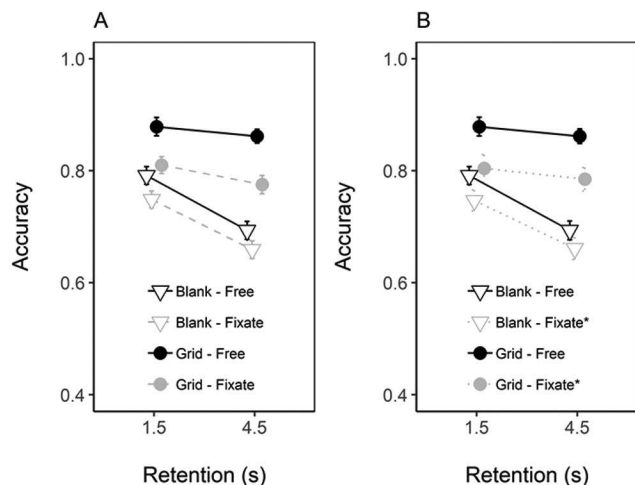 A
Accuracy
1.0
0.8
0.6
0.4
Blank - Free
Blank - Fixate
Grid - Free
Grid - Fixate
1.5 4.5
Retention (s)
B
Accuracy
1.0
0.8
0.6
0.4
Blank - Free
Blank - Fixate*
Grid - Free
Grid - Fixate*
1.5 4.5
Retention (s)